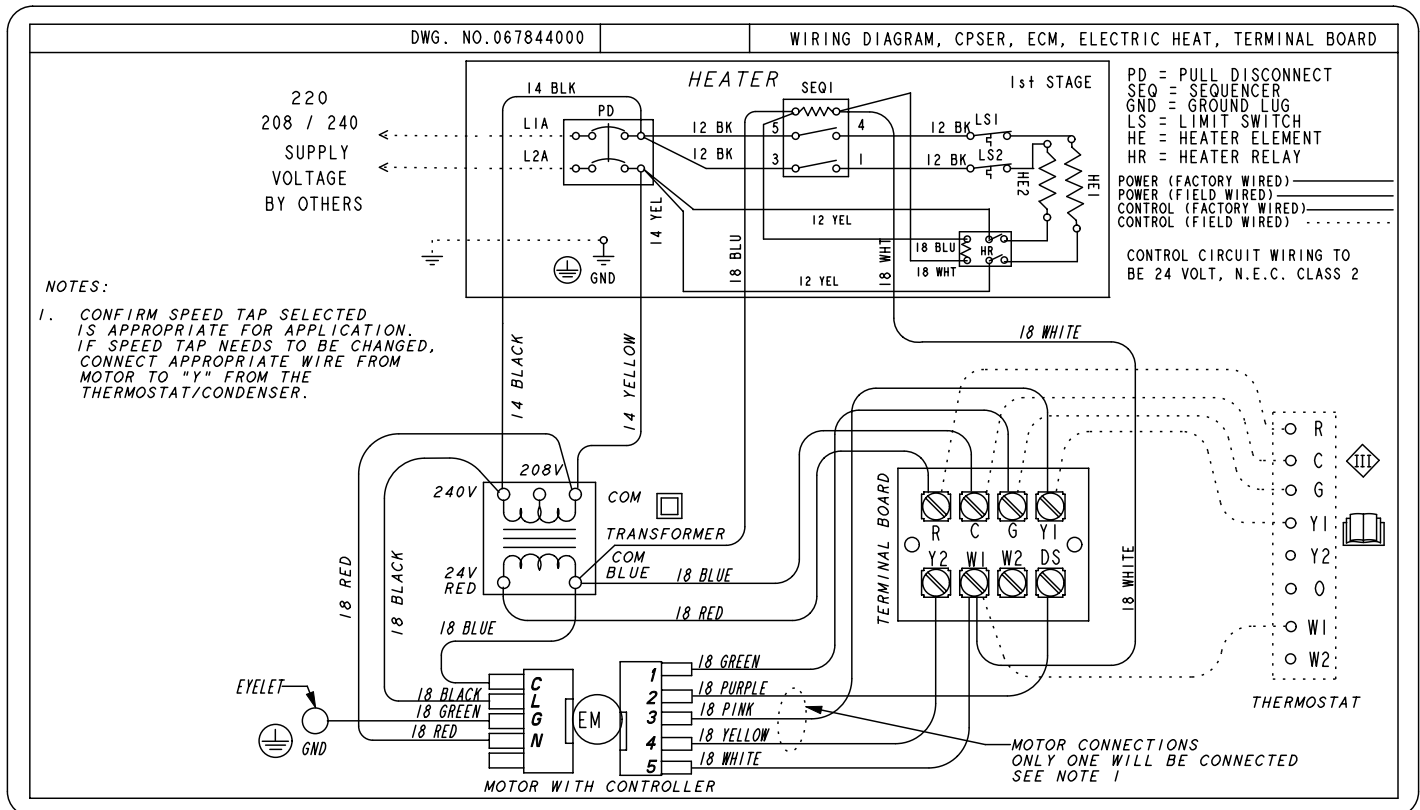 DWG. NO.067844000
WIRING DIAGRAM, CPSER, ECM, ELECTRIC HEAT, TERMINAL BOARD
HEATER
1st STAGE
14 BLK
PD
SEQ1
220
208 / 240
SUPPLY
VOLTAGE
BY OTHERS
L1A
L2A
12 BK
12 BK
5
4
3
1
12 BK
LS1
12 BK
LS2
HE2
HE1
14 YEL
12 YEL
18 BLU
18 WHT
18 BLU
HR
18 WHT
12 YEL
GND
PD = PULL DISCONNECT
SEQ = SEQUENCER
GND = GROUND LUG
LS = LIMIT SWITCH
HE = HEATER ELEMENT
HR = HEATER RELAY
POWER (FACTORY WIRED)
POWER (FIELD WIRED)
CONTROL (FACTORY WIRED)
CONTROL (FIELD WIRED)
CONTROL CIRCUIT WIRING TO
BE 24 VOLT, N.E.C. CLASS 2
NOTES:
1. CONFIRM SPEED TAP SELECTED
IS APPROPRIATE FOR APPLICATION.
IF SPEED TAP NEEDS TO BE CHANGED,
CONNECT APPROPRIATE WIRE FROM
MOTOR TO "Y" FROM THE
THERMOSTAT/CONDENSER.
14 BLACK
14 YELLOW
18 WHITE
208V
240V
COM
TRANSFORMER
COM
BLUE
24V
RED
18 BLUE
18 RED
18 RED
18 BLACK
18 BLUE
TERMINAL BOARD
R C G Y1
Y2 W1 W2 DS
18 WHITE
R
C
III
G
Y1
Y2
O
W1
W2
THERMOSTAT
EYELET
GND
18 BLACK
18 GREEN
18 RED
C
L
G
N
EM
1
2
3
4
5
18 GREEN
18 PURPLE
18 PINK
18 YELLOW
18 WHITE
MOTOR WITH CONTROLLER
MOTOR CONNECTIONS
ONLY ONE WILL BE CONNECTED
SEE NOTE 1